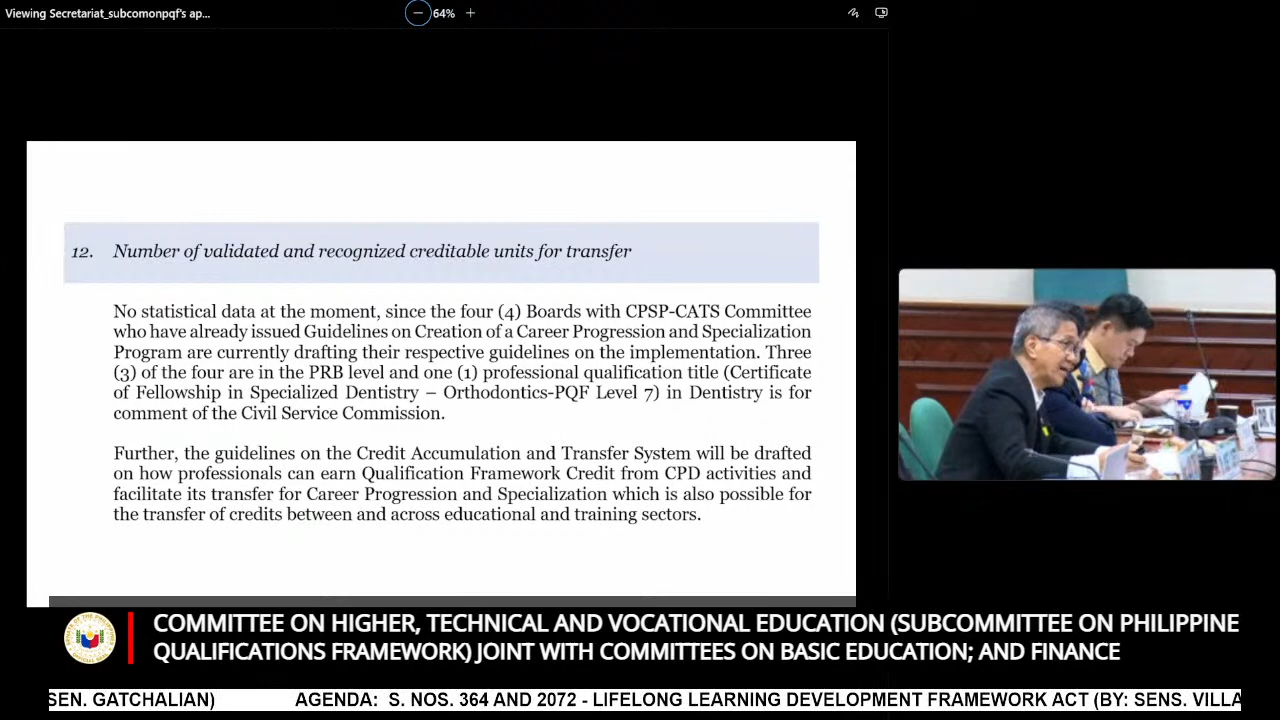 Viewing Secretariat_subcomonpqf's ap...
64%
12. Number of validated and recognized creditable units for transfer
No statistical data at the moment, since the four (4) Boards with CPSP-CATS Committee
who have already issued Guidelines on Creation of a Career Progression and Specialization
Program are currently drafting their respective guidelines on the implementation. Three
(3) of the four are in the PRB level and one (1) professional qualification title (Certificate
of Fellowship in Specialized Dentistry – Orthodontics-PQF Level 7) in Dentistry is for
comment of the Civil Service Commission.
Further, the guidelines on the Credit Accumulation and Transfer System will be drafted
on how professionals can earn Qualification Framework Credit from CPD activities and
facilitate its transfer for Career Progression and Specialization which is also possible for
the transfer of credits between and across educational and training sectors.
COMMITTEE ON HIGHER, TECHNICAL AND VOCATIONAL EDUCATION (SUBCOMMITTEE ON PHILIPPINE
QUALIFICATIONS FRAMEWORK) JOINT WITH COMMITTEES ON BASIC EDUCATION; AND FINANCE
SEN. GATCHALIAN) AGENDA: S. NOS. 364 AND 2072 - LIFELONG LEARNING DEVELOPMENT FRAMEWORK ACT (BY: SENS. VILLA